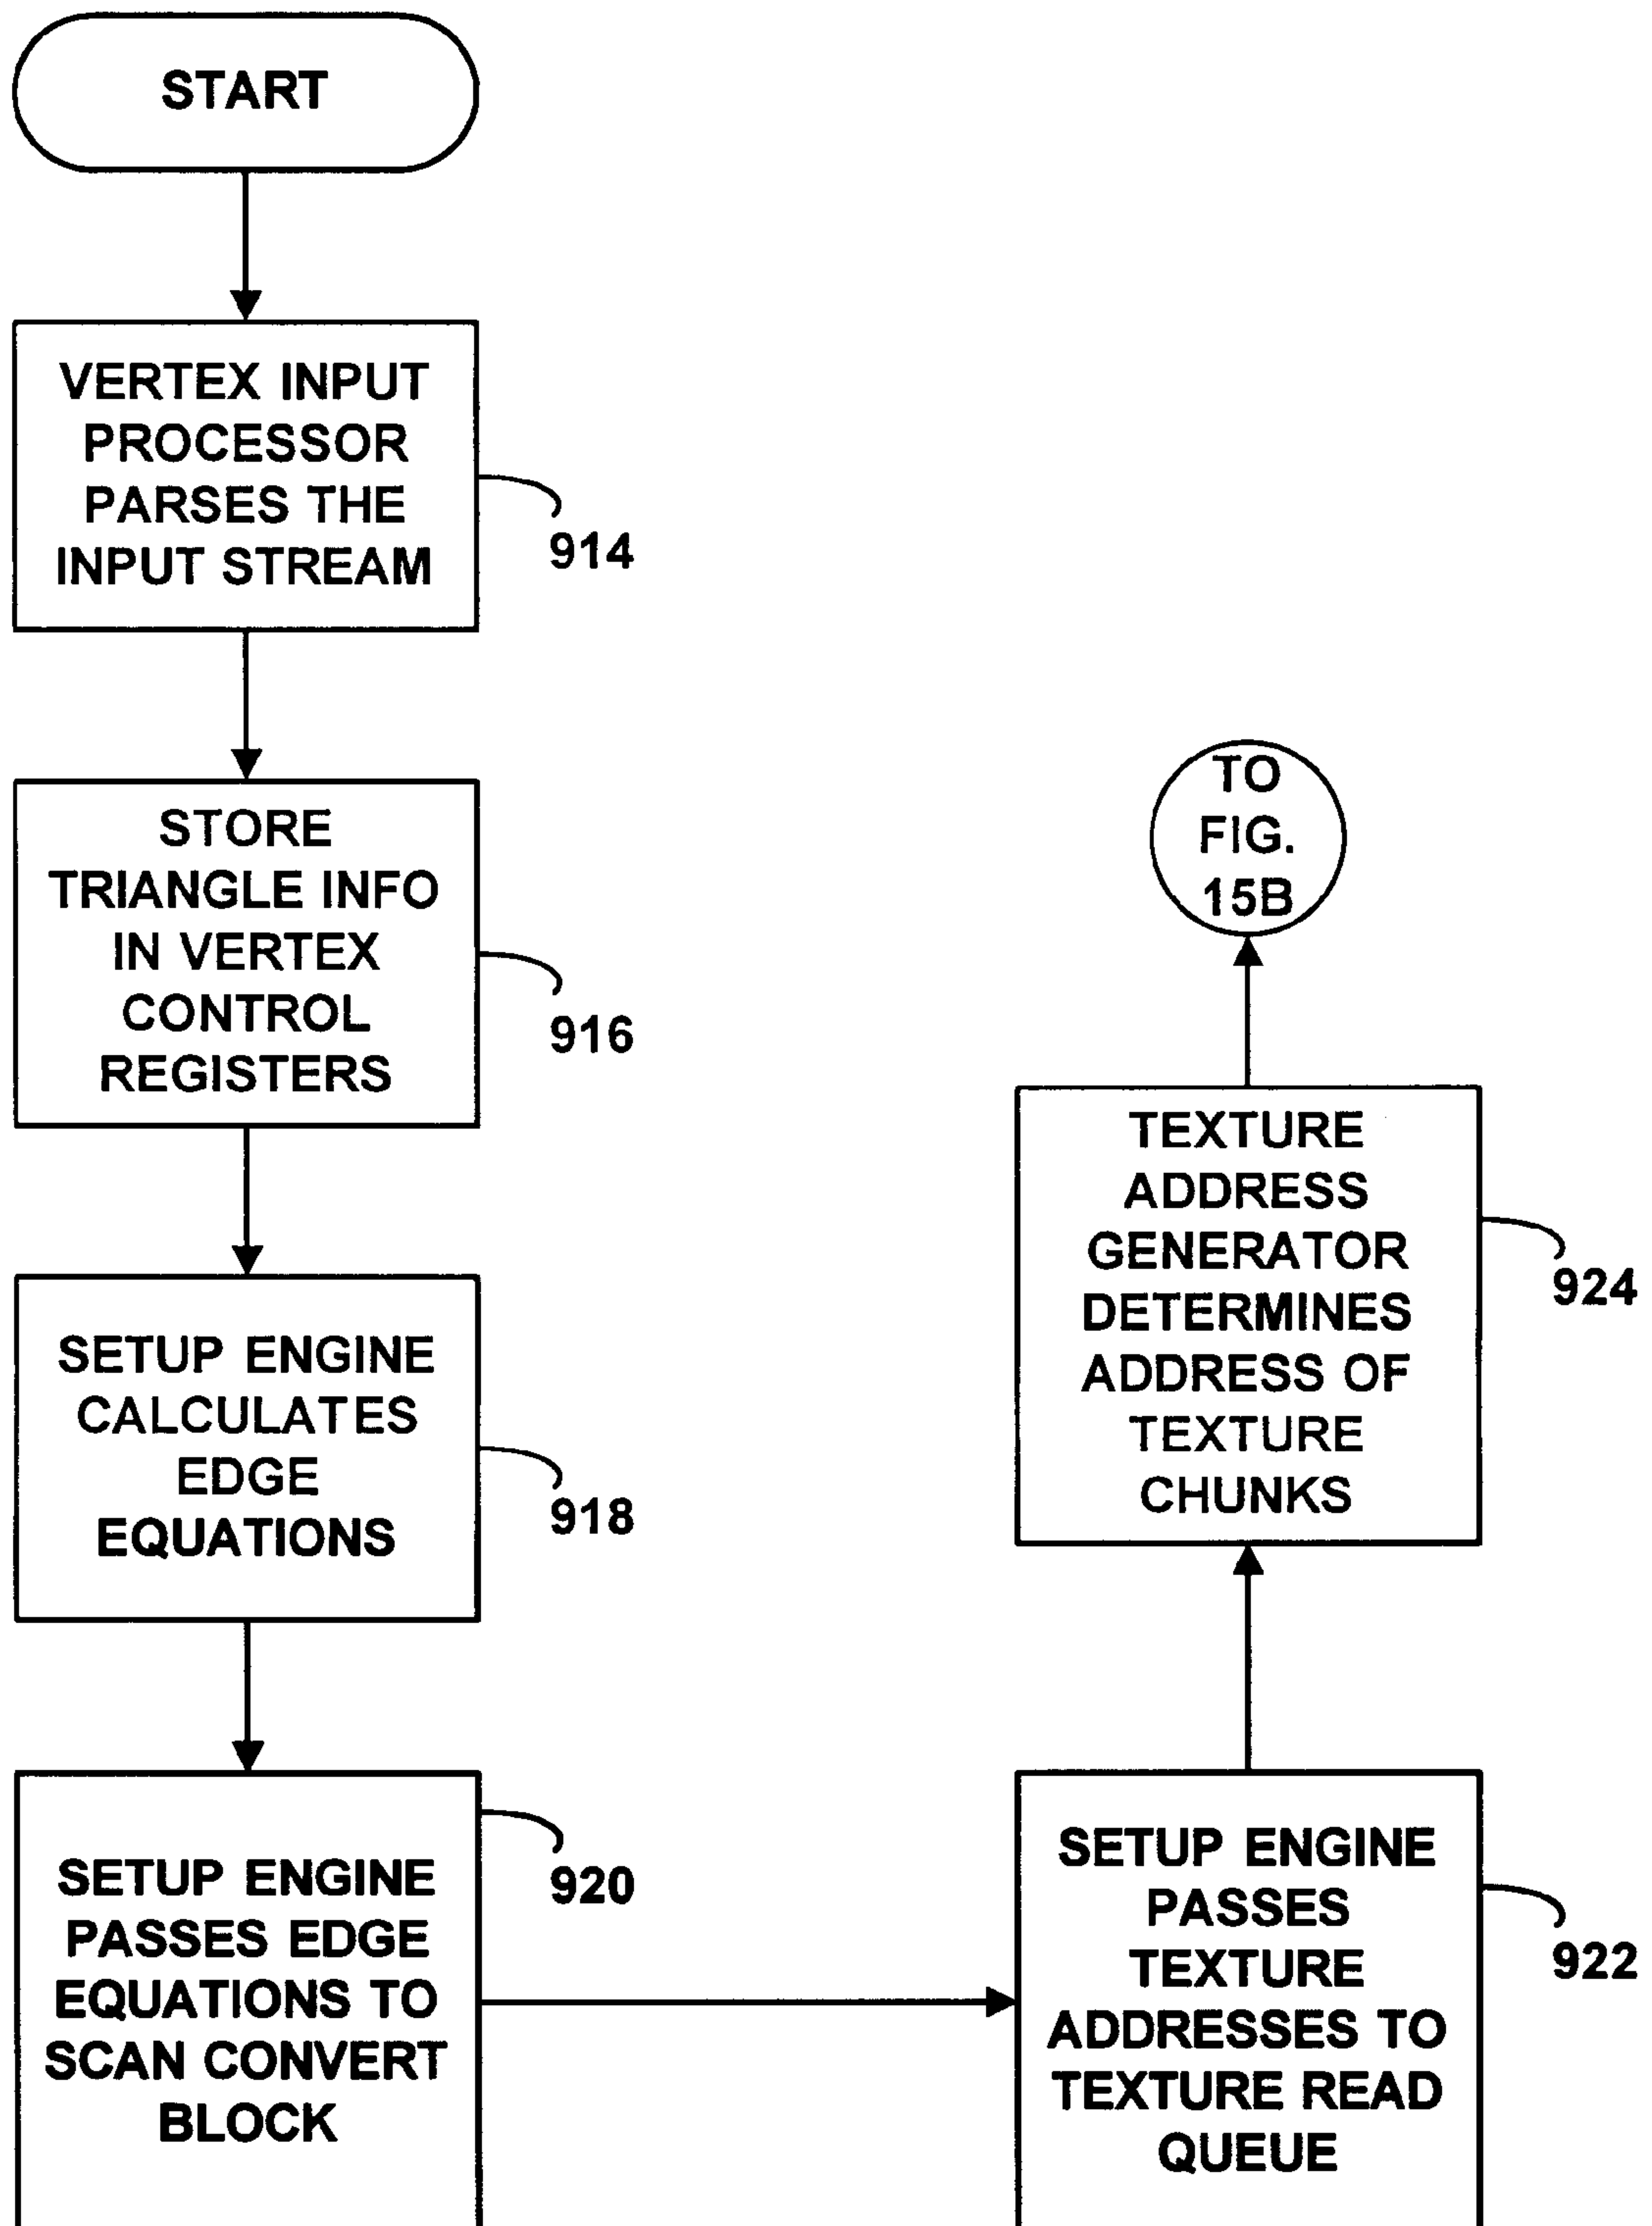 START
VERTEX INPUT
PROCESSOR
PARSES THE
INPUT STREAM
914
STORE
TRIANGLE INFO
IN VERTEX
CONTROL
REGISTERS
916
SETUP ENGINE
CALCULATES
EDGE
EQUATIONS
918
SETUP ENGINE
PASSES EDGE
EQUATIONS TO
SCAN CONVERT
BLOCK
920
SETUP ENGINE
PASSES
TEXTURE
ADDRESSES TO
TEXTURE READ
QUEUE
922
TEXTURE
ADDRESS
GENERATOR
DETERMINES
ADDRESS OF
TEXTURE
CHUNKS
924
TO
FIG.
15B